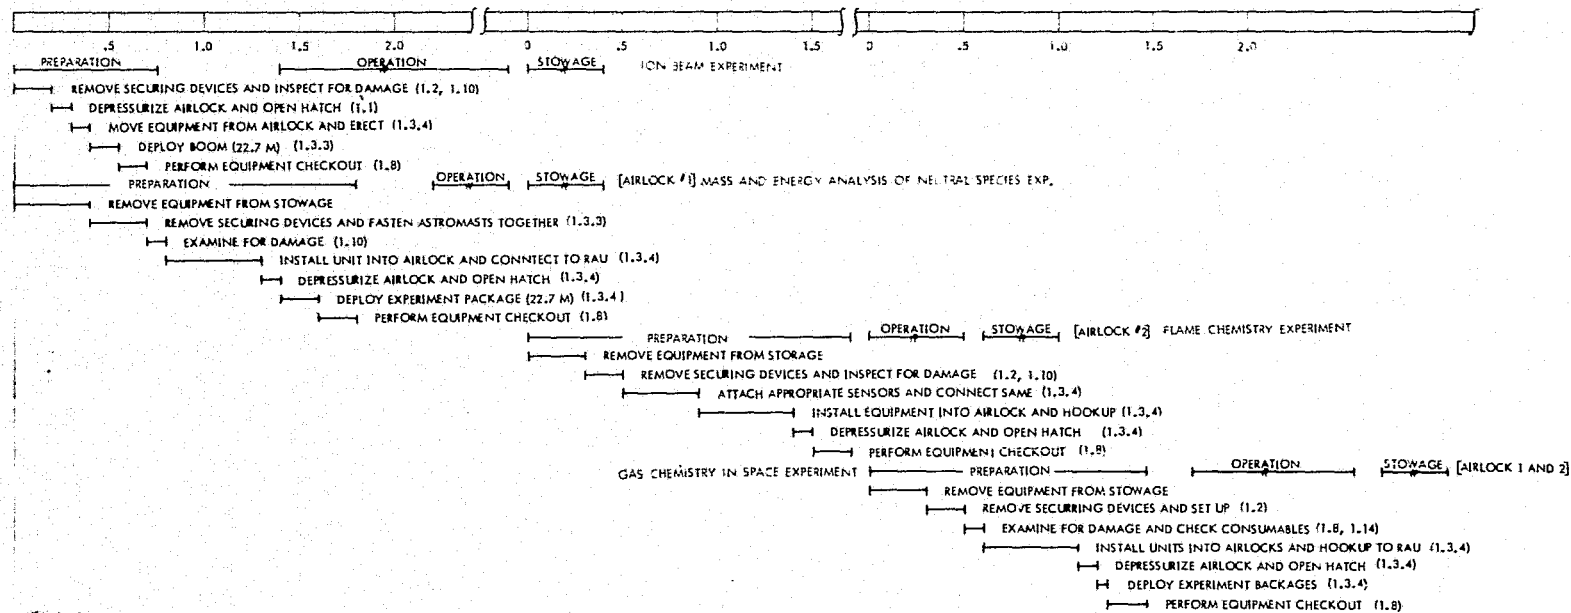 .5 1.0 1.5 2.0 0 .5 1.0 1.5 0 .5 1.0 1.5 2.0
PREPARATION OPERATION STOWAGE ION BEAM EXPERIMENT
REMOVE SECURING DEVICES AND INSPECT FOR DAMAGE (1.2, 1.10)
DEPRESSURIZE AIRLOCK AND OPEN HATCH (1.1)
MOVE EQUIPMENT FROM AIRLOCK AND ERECT (1.3.4)
DEPLOY BOOM (22.7 M) (1.3.3)
PERFORM EQUIPMENT CHECKOUT (1.8)
PREPARATION OPERATION STOWAGE [AIRLOCK #1] MASS AND ENERGY ANALYSIS OF NEUTRAL SPECIES EXP.
REMOVE EQUIPMENT FROM STOWAGE
REMOVE SECURING DEVICES AND FASTEN ASTROMASTS TOGETHER (1.3.3)
EXAMINE FOR DAMAGE (1.10)
INSTALL UNIT INTO AIRLOCK AND CONNTECT TO RAU (1.3.4)
DEPRESSURIZE AIRLOCK AND OPEN HATCH (1.3.4)
DEPLOY EXPERIMENT PACKAGE (22.7 M) (1.3.4)
PERFORM EQUIPMENT CHECKOUT (1.8)
PREPARATION OPERATION STOWAGE [AIRLOCK #2] FLAME CHEMISTRY EXPERIMENT
REMOVE EQUIPMENT FROM STORAGE
REMOVE SECURING DEVICES AND INSPECT FOR DAMAGE (1.2, 1.10)
ATTACH APPROPRIATE SENSORS AND CONNECT SAME (1.3.4)
INSTALL EQUIPMENT INTO AIRLOCK AND HOOKUP (1.3.4)
DEPRESSURIZE AIRLOCK AND OPEN HATCH (1.3.4)
PERFORM EQUIPMENT CHECKOUT (1.8)
GAS CHEMISTRY IN SPACE EXPERIMENT PREPARATION OPERATION STOWAGE [AIRLOCK 1 AND 2]
REMOVE EQUIPMENT FROM STOWAGE
REMOVE SECURRING DEVICES AND SET UP (1.2)
EXAMINE FOR DAMAGE AND CHECK CONSUMABLES (1.8, 1.14)
INSTALL UNITS INTO AIRLOCKS AND HOOKUP TO RAU (1.3.4)
DEPRESSURIZE AIRLOCK AND OPEN HATCH (1.3.4)
DEPLOY EXPERIMENT BACKAGES (1.3.4)
PERFORM EQUIPMENT CHECKOUT (1.8)